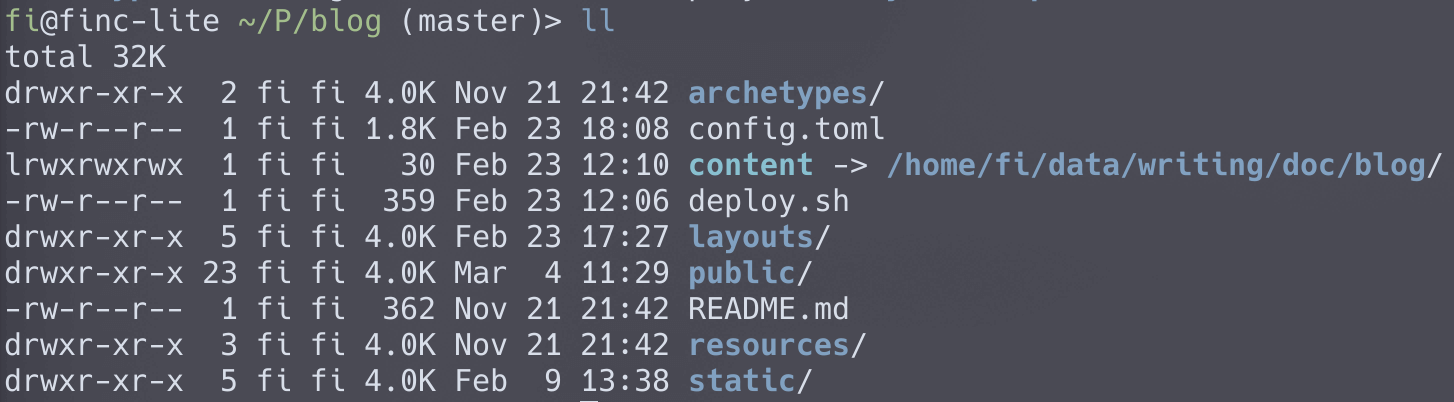 fi@finc-lite ~/P/blog (master)> ll
total 32K
drwxr-xr-x  2 fi fi 4.0K Nov 21 21:42 archetypes/
-rw-r--r--  1 fi fi 1.8K Feb 23 18:08 config.toml
lrwxrwxrwx  1 fi fi   30 Feb 23 12:10 content -> /home/fi/data/writing/doc/blog/
-rw-r--r--  1 fi fi  359 Feb 23 12:06 deploy.sh
drwxr-xr-x  5 fi fi 4.0K Feb 23 17:27 layouts/
drwxr-xr-x 23 fi fi 4.0K Mar  4 11:29 public/
-rw-r--r--  1 fi fi  362 Nov 21 21:42 README.md
drwxr-xr-x  3 fi fi 4.0K Nov 21 21:42 resources/
drwxr-xr-x  5 fi fi 4.0K Feb  9 13:38 static/